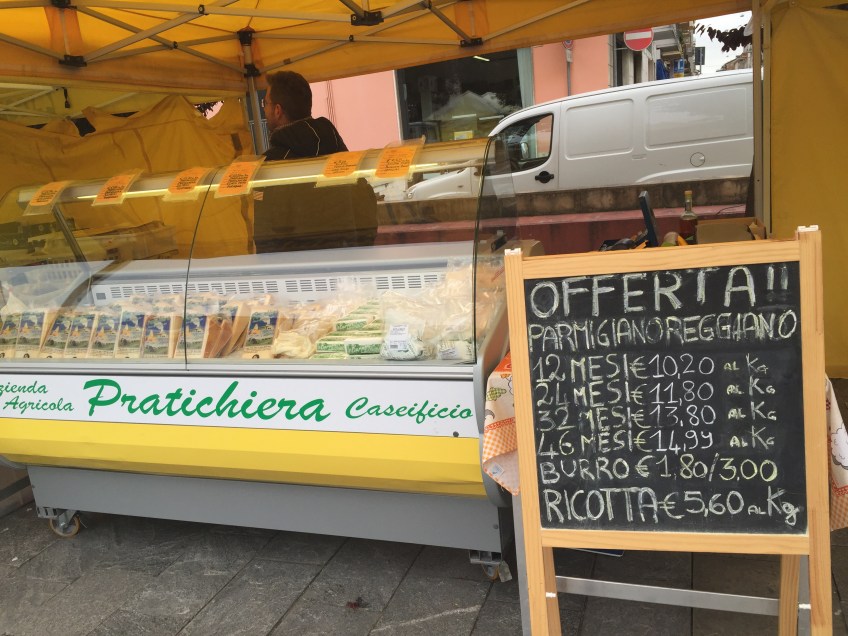 zienda
Agricola
Pratichiera Caseificio
OFFERTA!!
PARMIGIANO REGGIANO
12 MESI € 10,20 AL Kg
24 MESI € 11,80 AL Kg
32 MESI € 13,80 AL Kg
46 MESI € 14,99 AL Kg
BURRO € 1,80/3,00
RICOTTA € 5,60 AL Kg